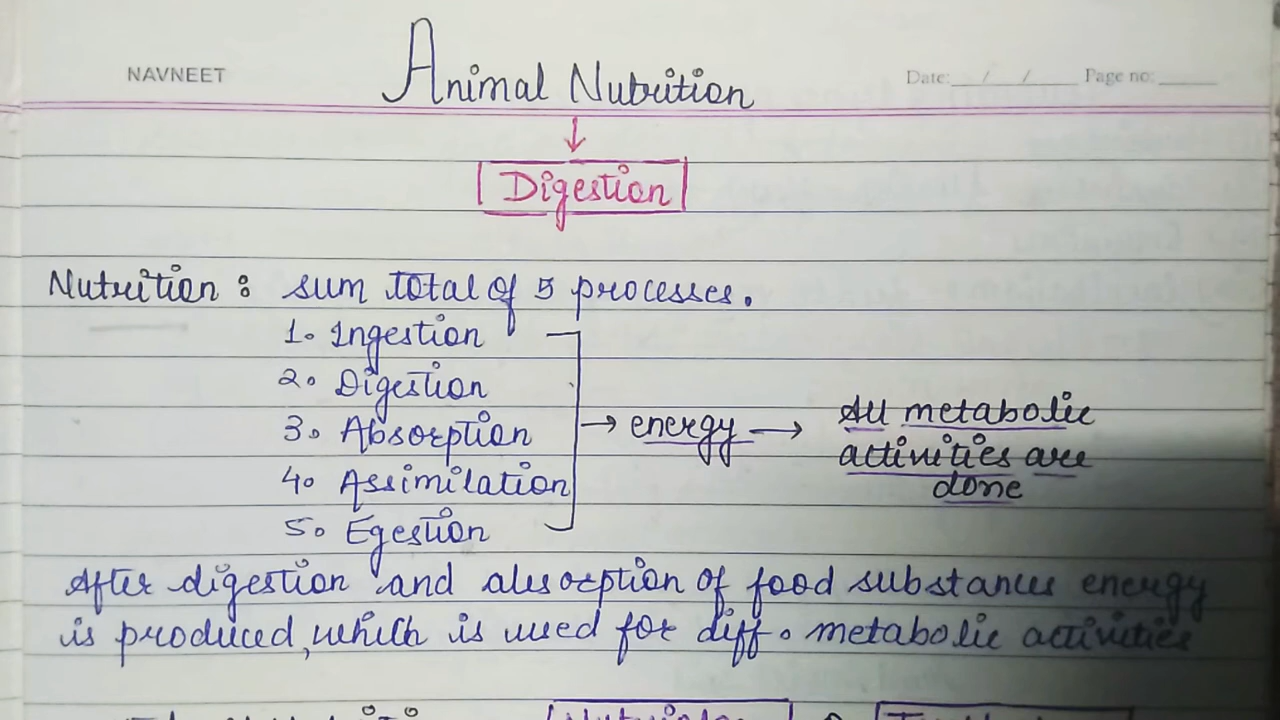 NAVNEET
Animal Nutrition
Date: / / Page no:
↓
Digestion
Nutrition: sum total of 5 processes.
1. Ingestion
2. Digestion
3. Absorption
4. Assimilation
5. Egestion
→ energy → All metabolic
activities are
done
After digestion and absorption of food substances energy
is produced, which is used for diff. metabolic activities